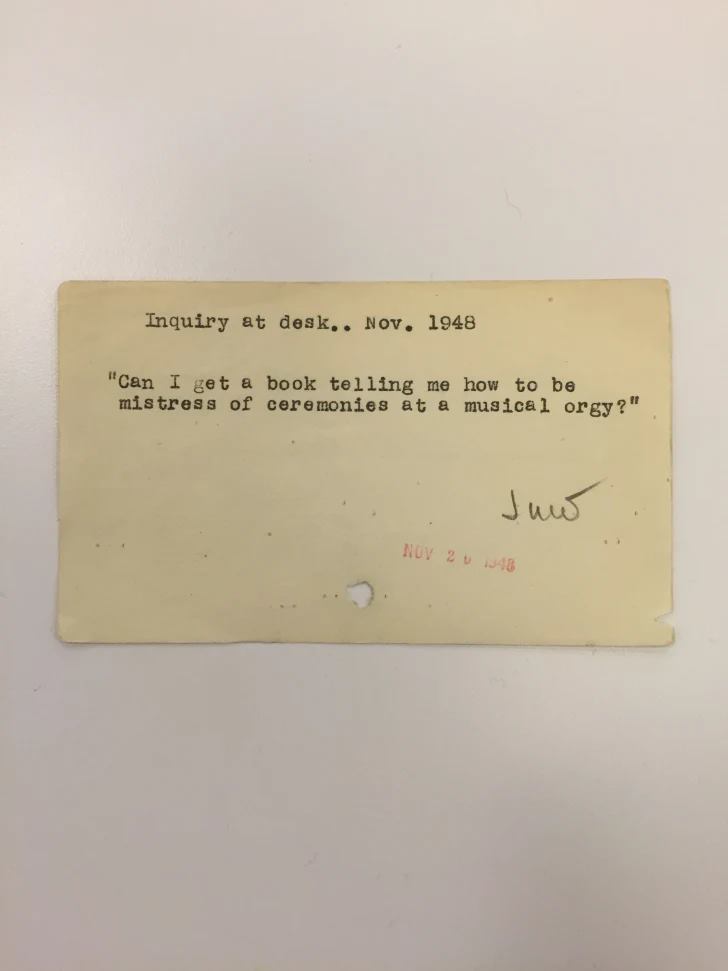 Inquiry at desk.. Nov. 1948
"Can I get a book telling me how to be
mistress of ceremonies at a musical orgy?"
NOV 2 1948